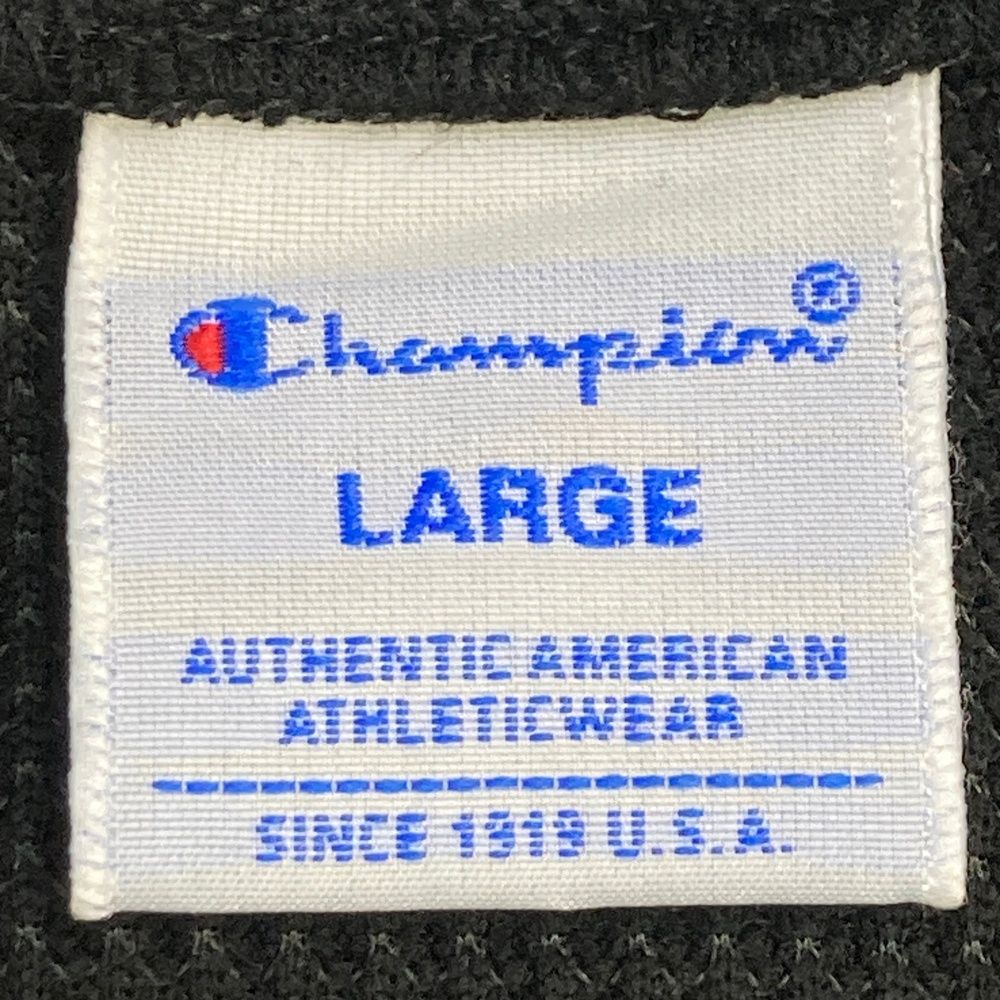 Champion®
LARGE
AUTHENTIC AMERICAN
ATHLETICWEAR
SINCE 1919 U.S.A.